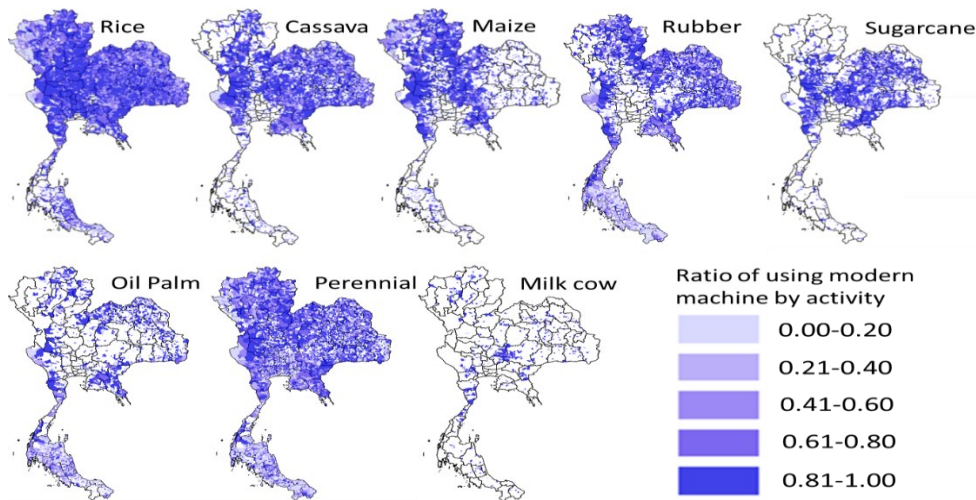 Rice
Cassava
Maize
Rubber
Sugarcane
Oil Palm
Perennial
Milk cow
Ratio of using modern
machine by activity
0.00-0.20
0.21-0.40
0.41-0.60
0.61-0.80
0.81-1.00